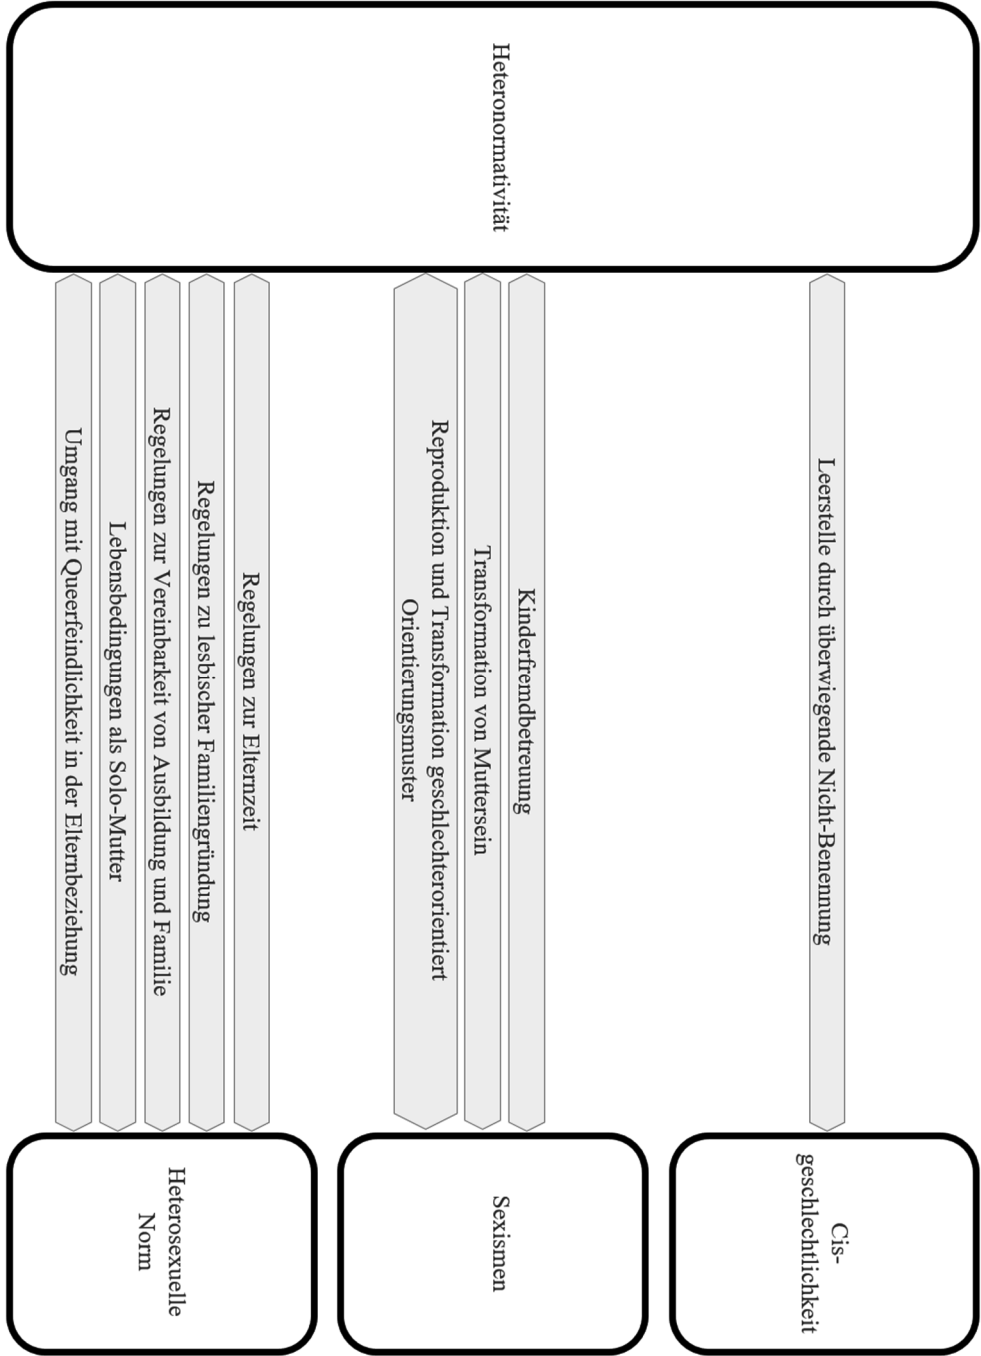 Heteronormativität
Leerstelle durch überwiegende Nicht-Benennung
Cis-
geschlechtlichkeit
Kinderfremdbetreuung
Transformation von Muttersein
Reproduktion und Transformation geschlechterorientiert
Orientierungsmuster
Sexismen
Regelungen zur Elternzeit
Regelungen zu lesbischer Familiengründung
Regelungen zur Vereinbarkeit von Ausbildung und Familie
Lebensbedingungen als Solo-Mutter
Umgang mit Queerfeindlichkeit in der Elternbeziehung
Heterosexuelle
Norm